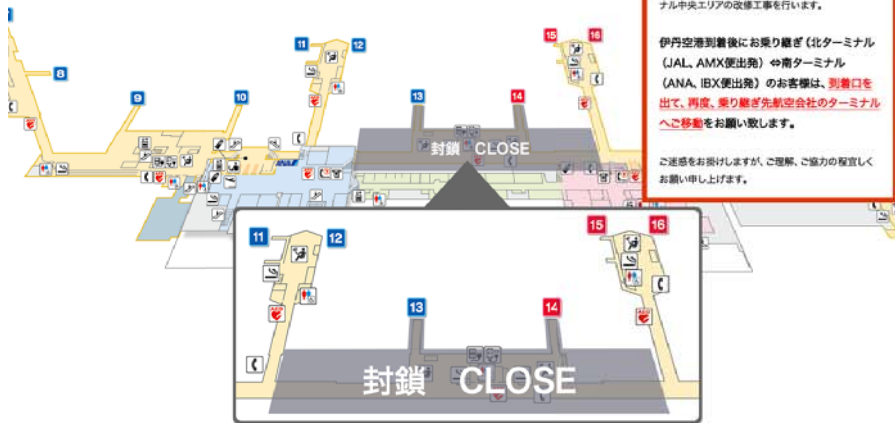 ナル中央エリアの改修工事を行います。
伊丹空港到着後にお乗り継ぎ(北ターミナル
(JAL、AMX便出発)⇔南ターミナル
(ANA、IBX便出発)のお客様は、到着口を
出て、再度、乗り継ぎ先航空会社のターミナル
へご移動をお願い致します。
ご迷惑をお掛けしますが、ご理解、ご協力の程宜しく
お願い申し上げます。
11
12
15
16
8
9
10
13
14
封鎖 CLOSE
11
12
15
16
13
14
封鎖 CLOSE